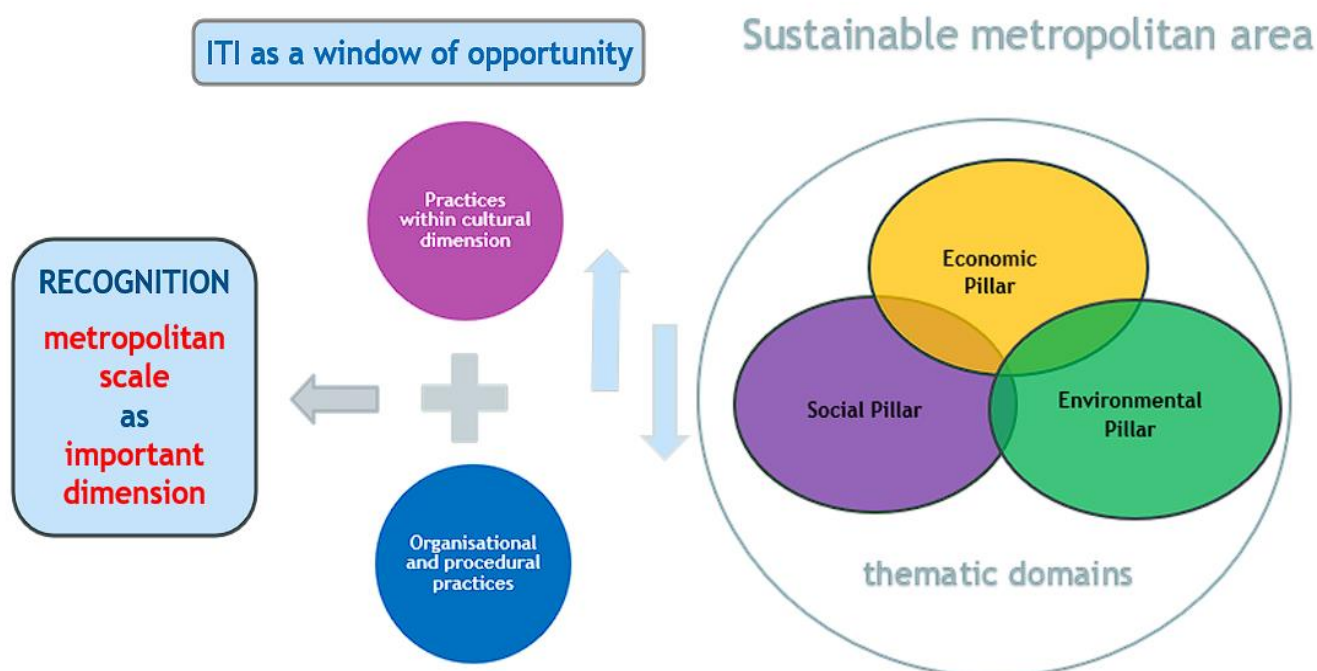 ITI as a window of opportunity
Sustainable metropolitan area
Practices
within cultural
dimension
RECOGNITION
metropolitan
scale
as
important
dimension
Organisational
and procedural
practices
Economic
Pillar
Social Pillar
Environmental
Pillar
thematic domains